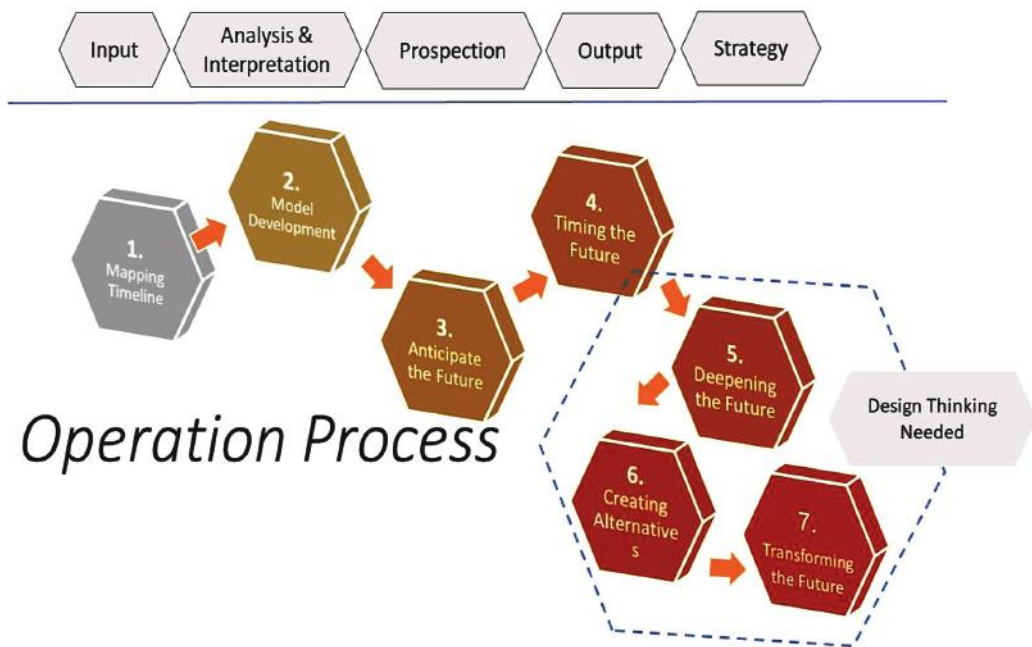 Input
Analysis &
Interpretation
Prospection
Output
Strategy
1.
Mapping
Timeline
2.
Model
Development
3.
Anticipate
the Future
4.
Timing the
Future
5.
Deepening
the Future
Design Thinking
Needed
Operation Process
6.
Creating
Alternative
s
7.
Transforming
the Future